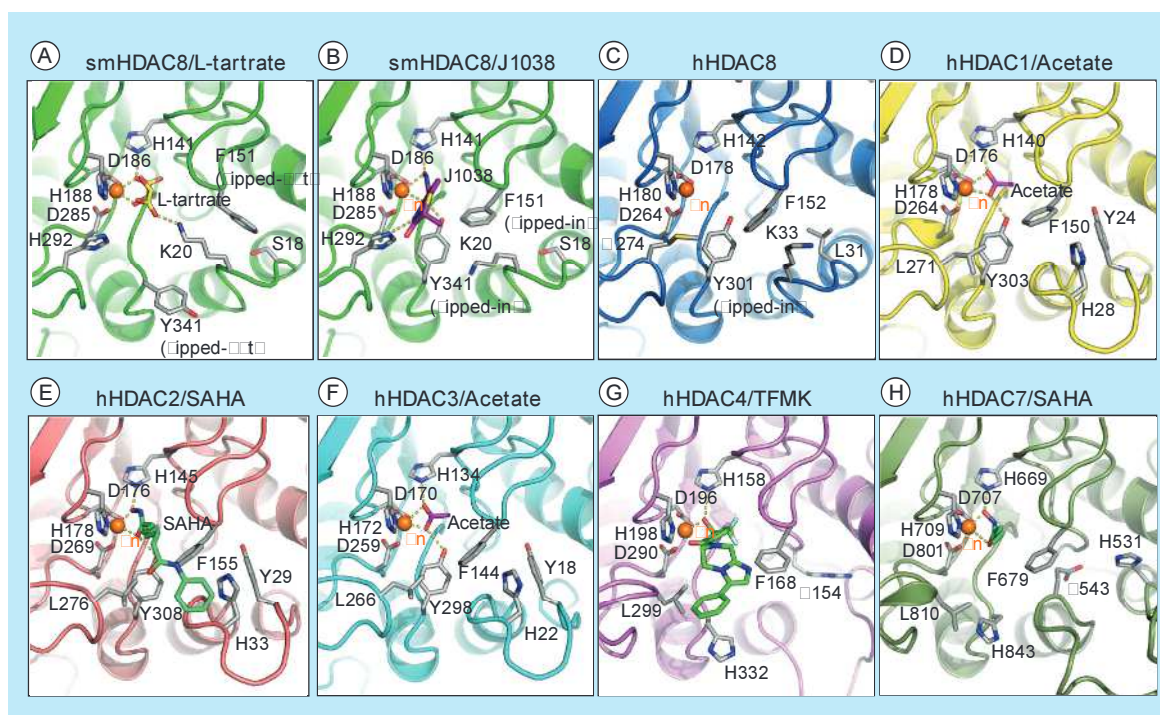 A
smHDAC8/L-tartrate
H141
D186
F151
H188
L-tartrate
D285
H292
K20
S18
Y341
B
smHDAC8/J1038
H141
D186
J1038
H188
F151
D285
H292
K20
S18
Y341
C
hHDAC8
H142
D178
H180
D264
F152
K33
L31
Y301
D
hHDAC1/Acetate
H140
D176
H178
Acetate
D264
F150
Y24
L271
Y303
H28
E
hHDAC2/SAHA
H145
D176
SAHA
H178
D269
F155
Y29
L276
Y308
H33
F
hHDAC3/Acetate
H134
D170
H172
Acetate
D259
F144
Y18
L266
Y298
H22
G
hHDAC4/TFMK
H158
D196
H198
D290
F168
L299
H332
H
hHDAC7/SAHA
H669
D707
H709
D801
H531
F679
L810
H843